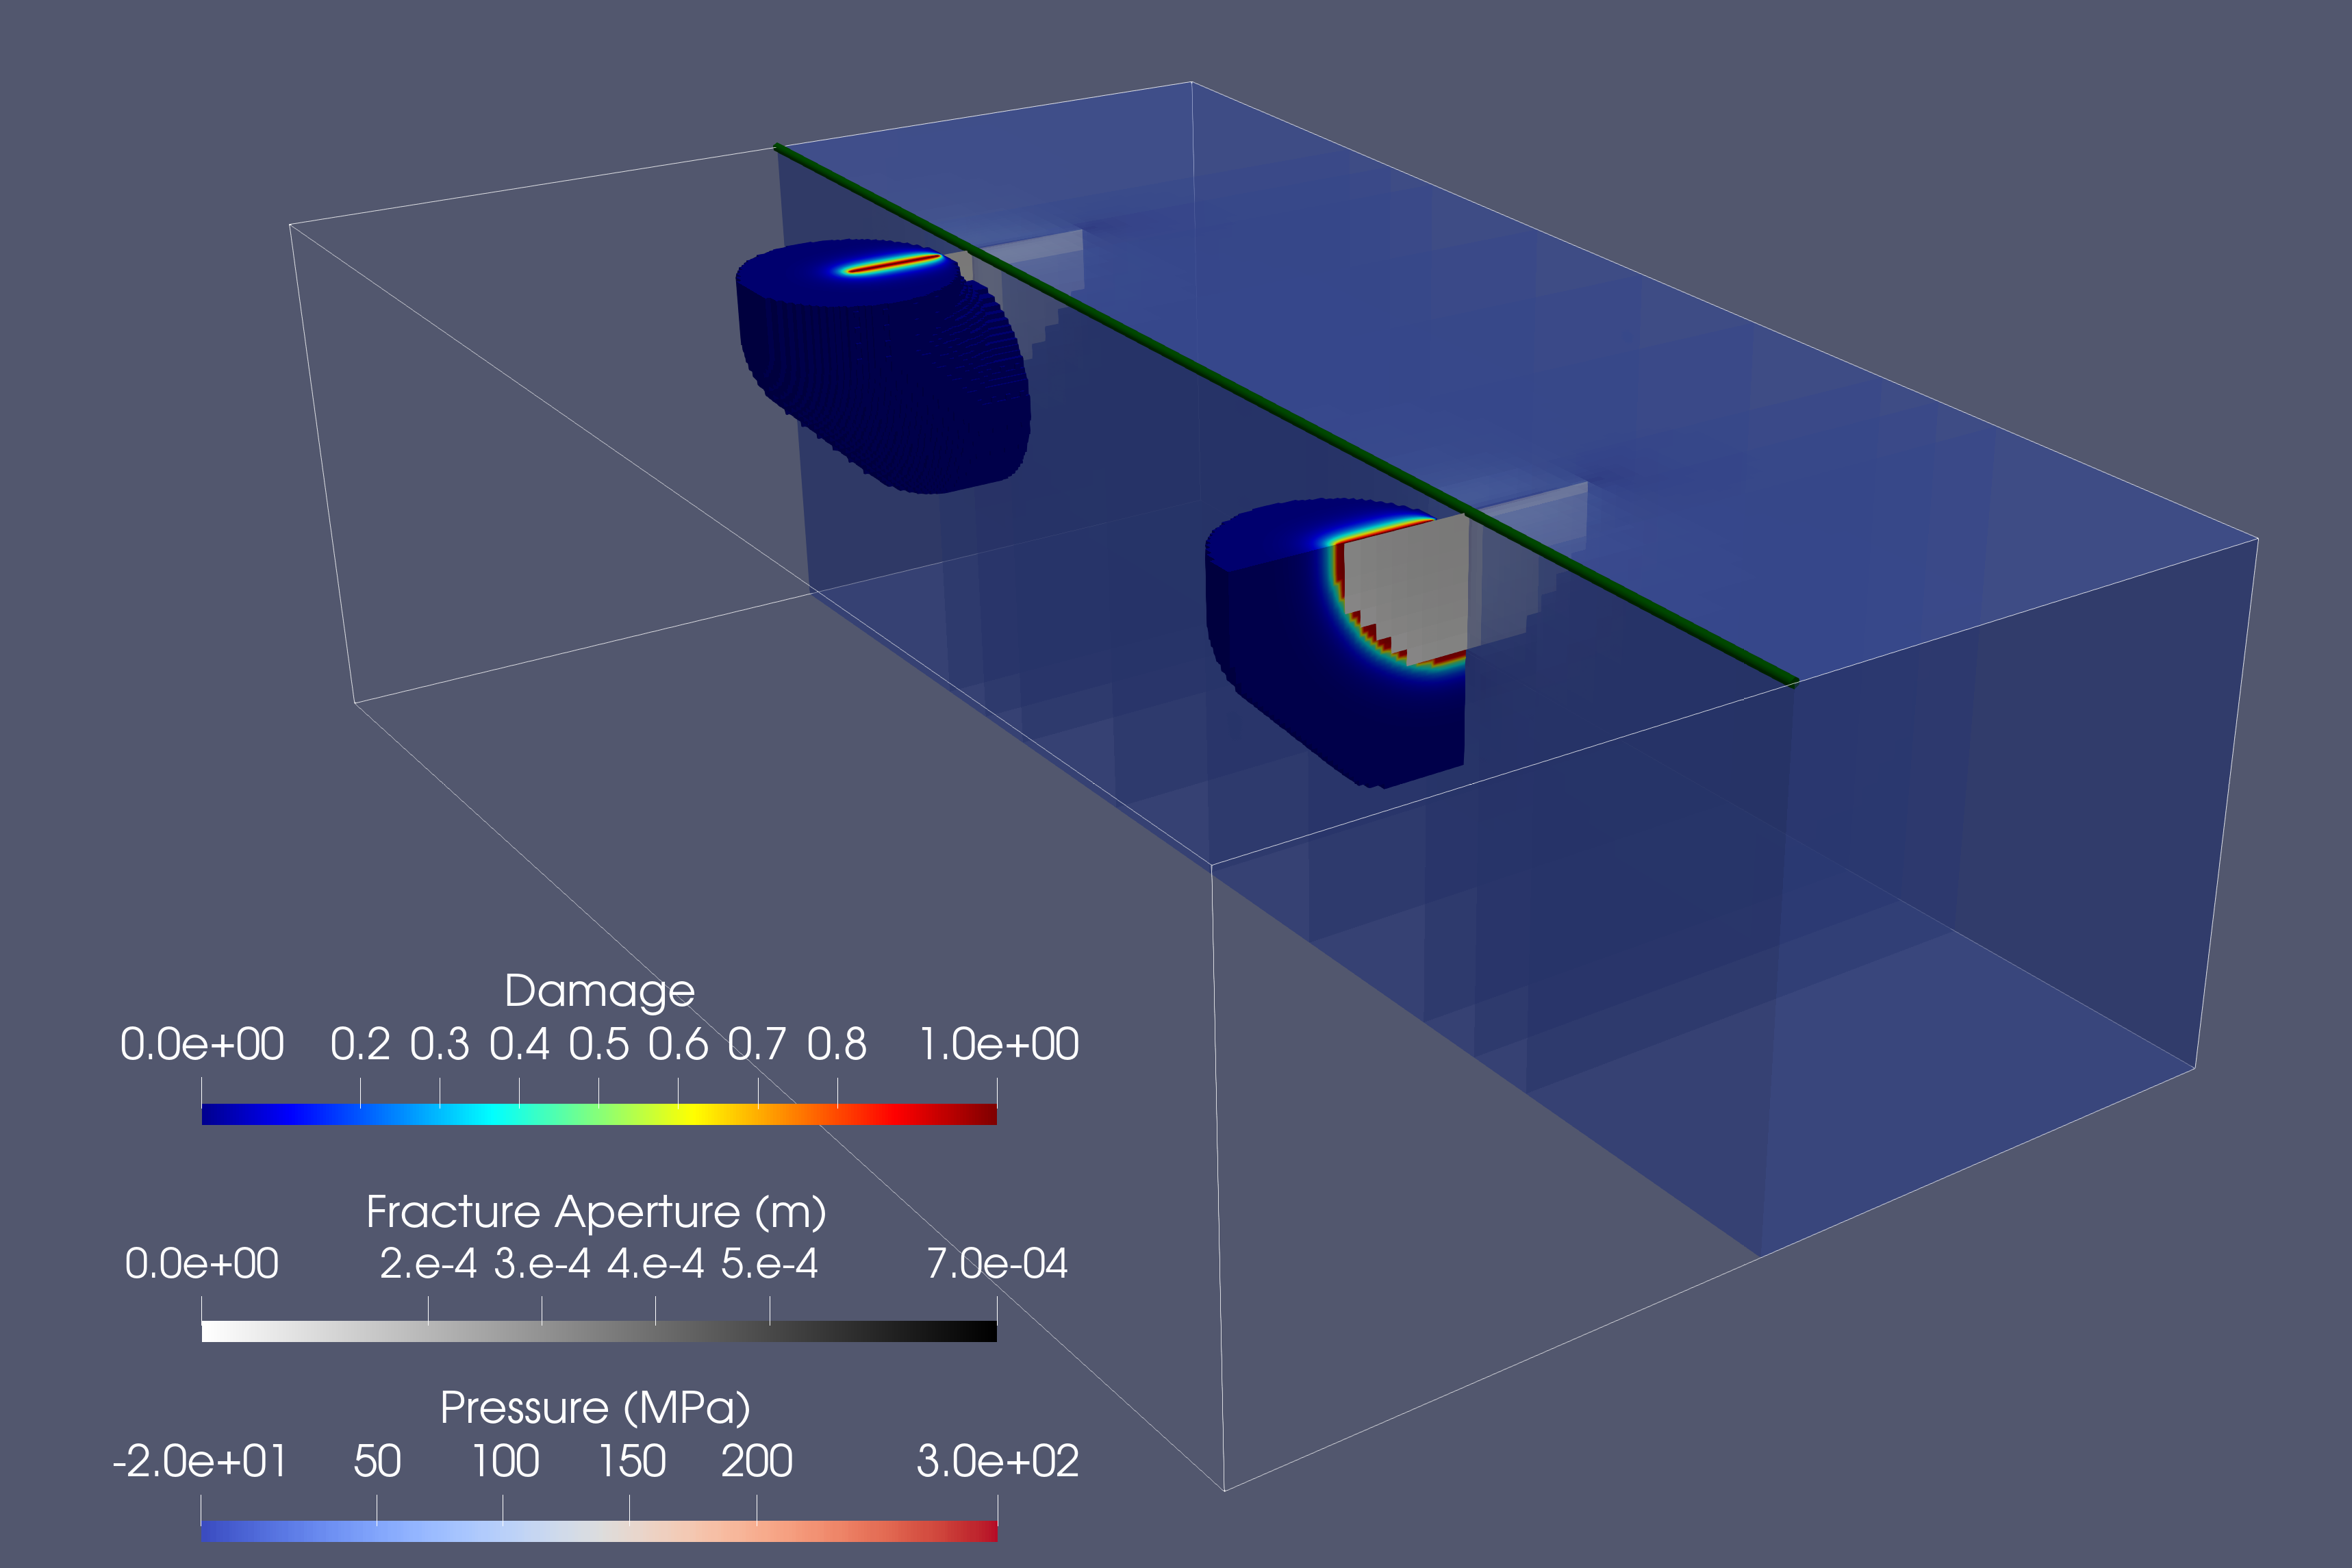 Damage
0.0e+00 0.2 0.3 0.4 0.5 0.6 0.7 0.8 1.0e+00
Fracture Aperture (m)
0.0e+00 2.e-4 3.e-4 4.e-4 5.e-4 7.0e-04
Pressure (MPa)
-2.0e+01 50 100 150 200 3.0e+02